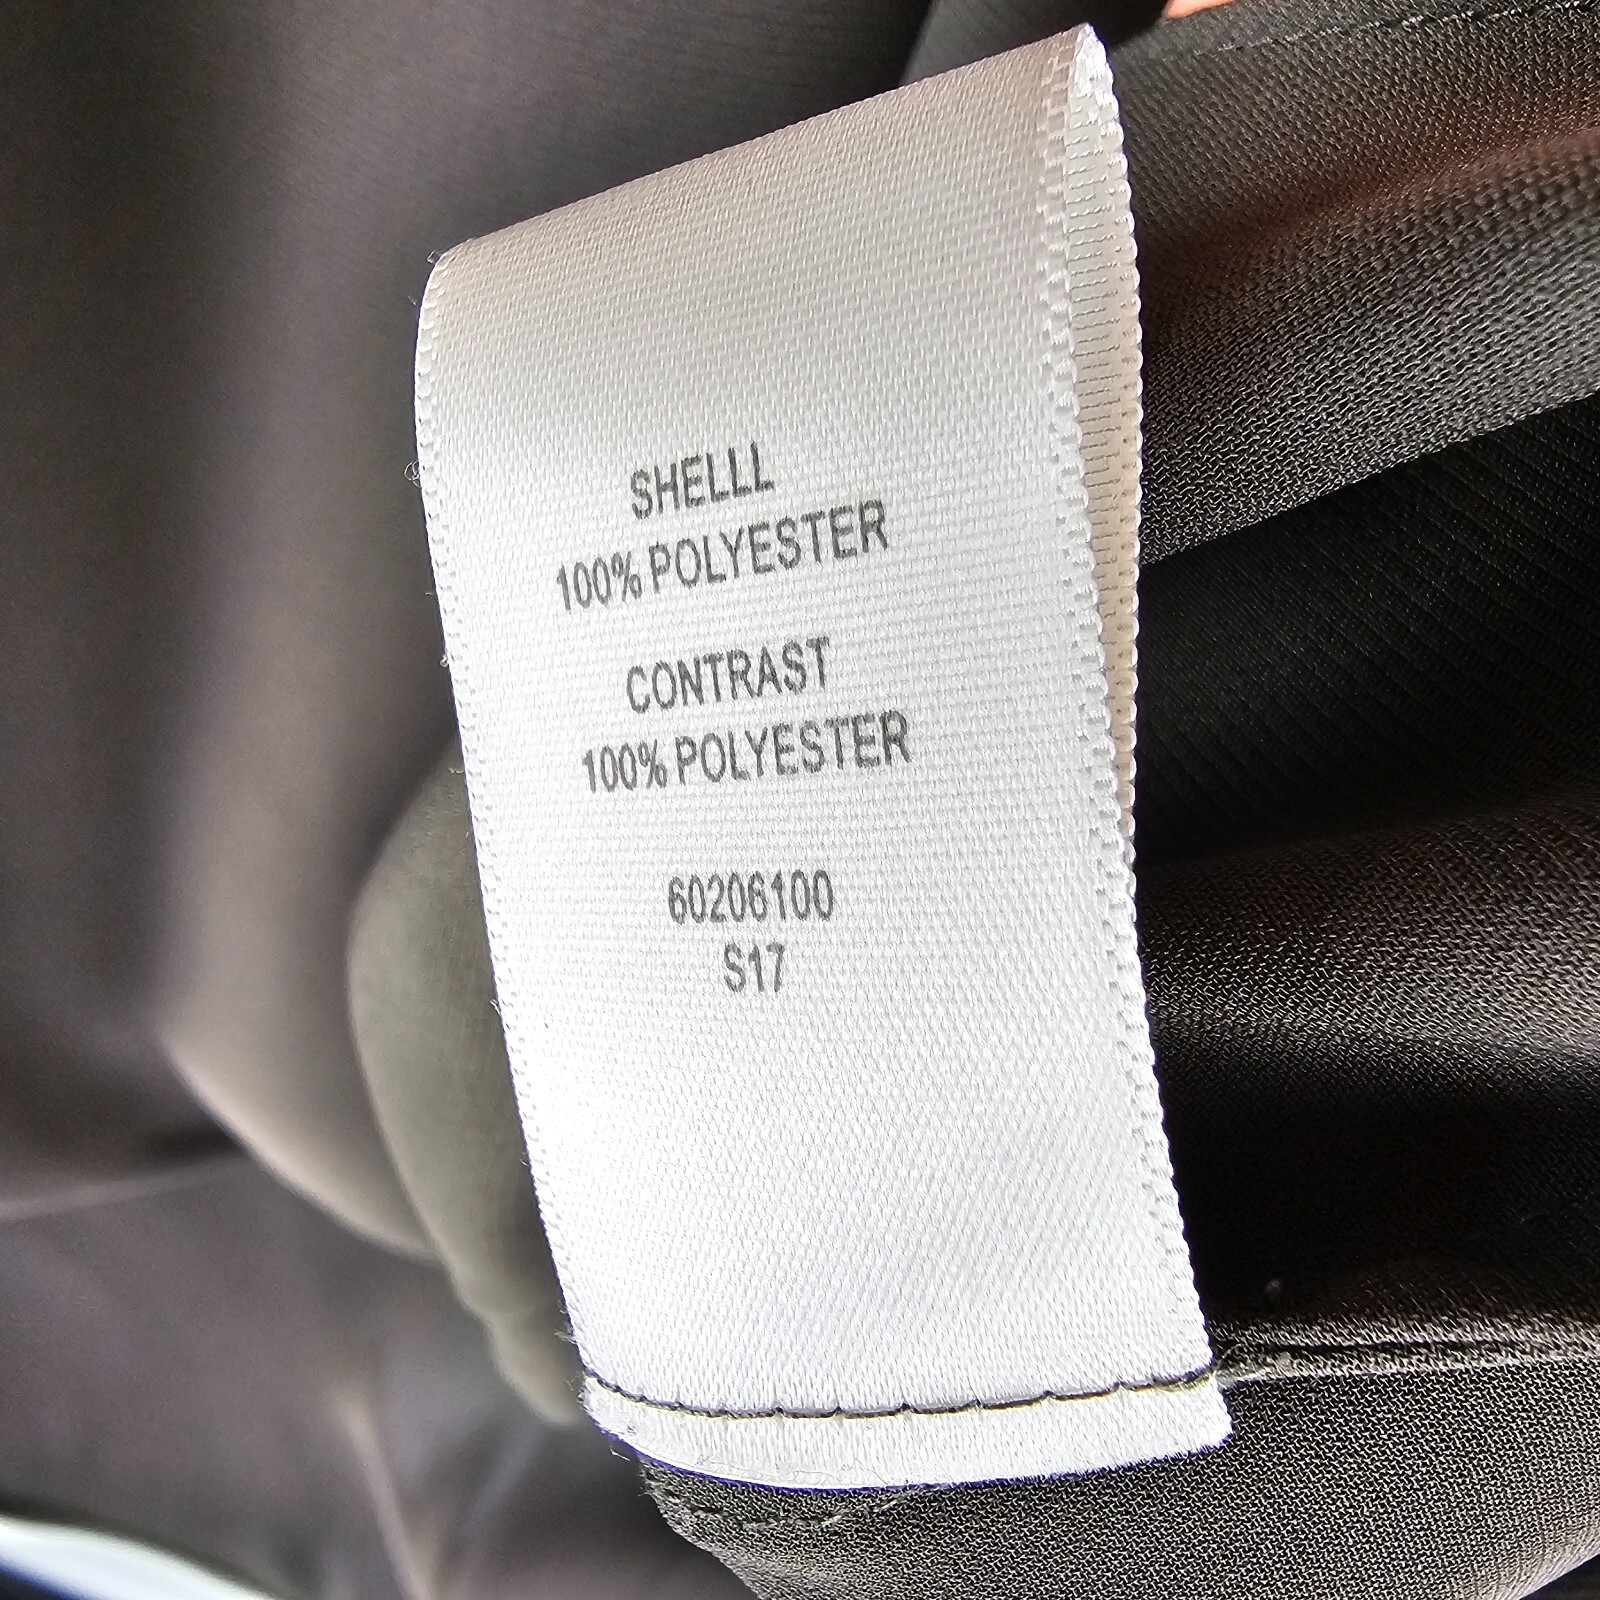 SHELLL
100% POLYESTER
CONTRAST
100% POLYESTER
60206100
S17